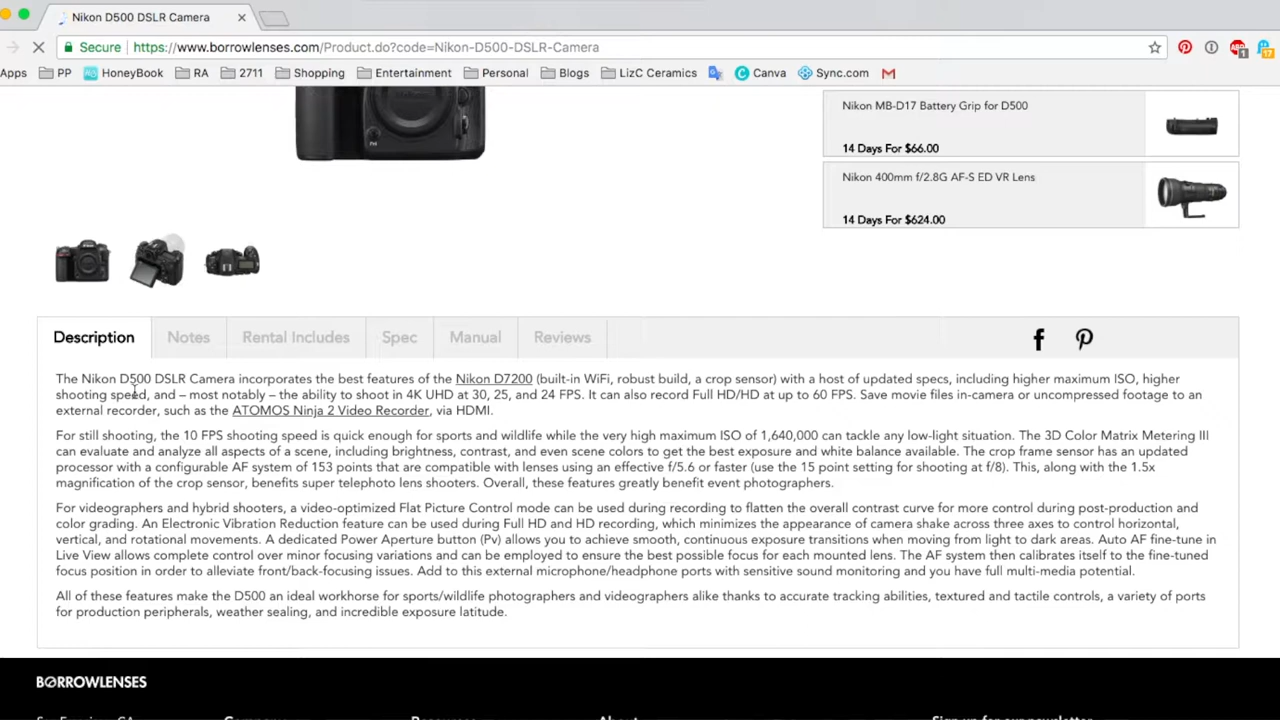 Nikon D500 DSLR Camera
Secure https://www.borrowlenses.com/Product.do?code=Nikon-D500-DSLR-Camera
Apps PP HoneyBook RA 2711 Shopping Entertainment Personal Blogs LizC Ceramics Canva Sync.com
Nikon MB-D17 Battery Grip for D500
14 Days For $66.00
Nikon 400mm f/2.8G AF-S ED VR Lens
14 Days For $624.00
Description Notes Rental Includes Spec Manual Reviews
The Nikon D500 DSLR Camera incorporates the best features of the Nikon D7200 (built-in WiFi, robust build, a crop sensor) with a host of updated specs, including higher maximum ISO, higher
shooting speed, and – most notably – the ability to shoot in 4K UHD at 30, 25, and 24 FPS. It can also record Full HD/HD at up to 60 FPS. Save movie files in-camera or uncompressed footage to an
external recorder, such as the ATOMOS Ninja 2 Video Recorder, via HDMI.
For still shooting, the 10 FPS shooting speed is quick enough for sports and wildlife while the very high maximum ISO of 1,640,000 can tackle any low-light situation. The 3D Color Matrix Metering III
can evaluate and analyze all aspects of a scene, including brightness, contrast, and even scene colors to get the best exposure and white balance available. The crop frame sensor has an updated
processor with a configurable AF system of 153 points that are compatible with lenses using an effective f/5.6 or faster (use the 15 point setting for shooting at f/8). This, along with the 1.5x
magnification of the crop sensor, benefits super telephoto lens shooters. Overall, these features greatly benefit event photographers.
For videographers and hybrid shooters, a video-optimized Flat Picture Control mode can be used during recording to flatten the overall contrast curve for more control during post-production and
color grading. An Electronic Vibration Reduction feature can be used during Full HD and HD recording, which minimizes the appearance of camera shake across three axes to control horizontal,
vertical, and rotational movements. A dedicated Power Aperture button (Pv) allows you to achieve smooth, continuous exposure transitions when moving from light to dark areas. Auto AF fine-tune in
Live View allows complete control over minor focusing variations and can be employed to ensure the best possible focus for each mounted lens. The AF system then calibrates itself to the fine-tuned
focus position in order to alleviate front/back-focusing issues. Add to this external microphone/headphone ports with sensitive sound monitoring and you have full multi-media potential.
All of these features make the D500 an ideal workhorse for sports/wildlife photographers and videographers alike thanks to accurate tracking abilities, textured and tactile controls, a variety of ports
for production peripherals, weather sealing, and incredible exposure latitude.
BORROWLENSES
San Francisco, CA Company Resources About Sign up for our newsletter